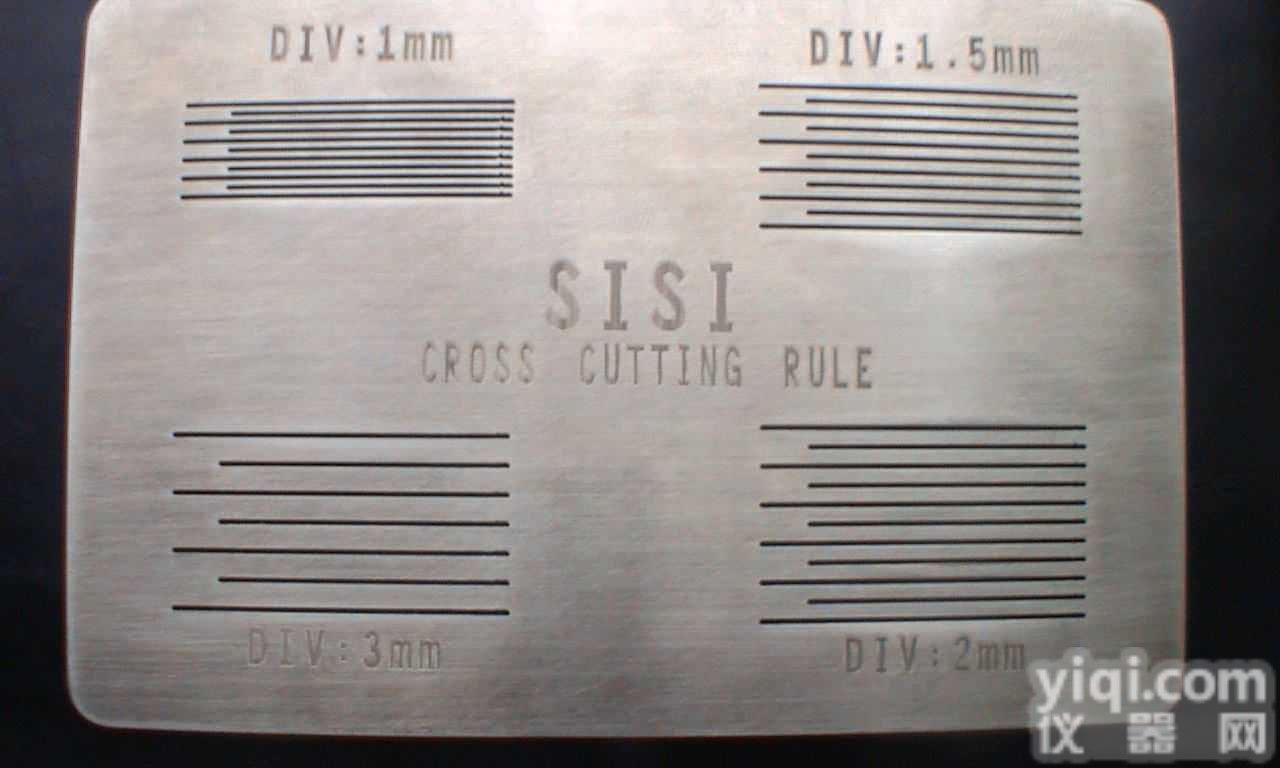 DIV:1mm
DIV:1.5mm
SISI
CROSS CUTTING RULE
DIV:3mm
DIV:2mm
yiqi.com
仪器网